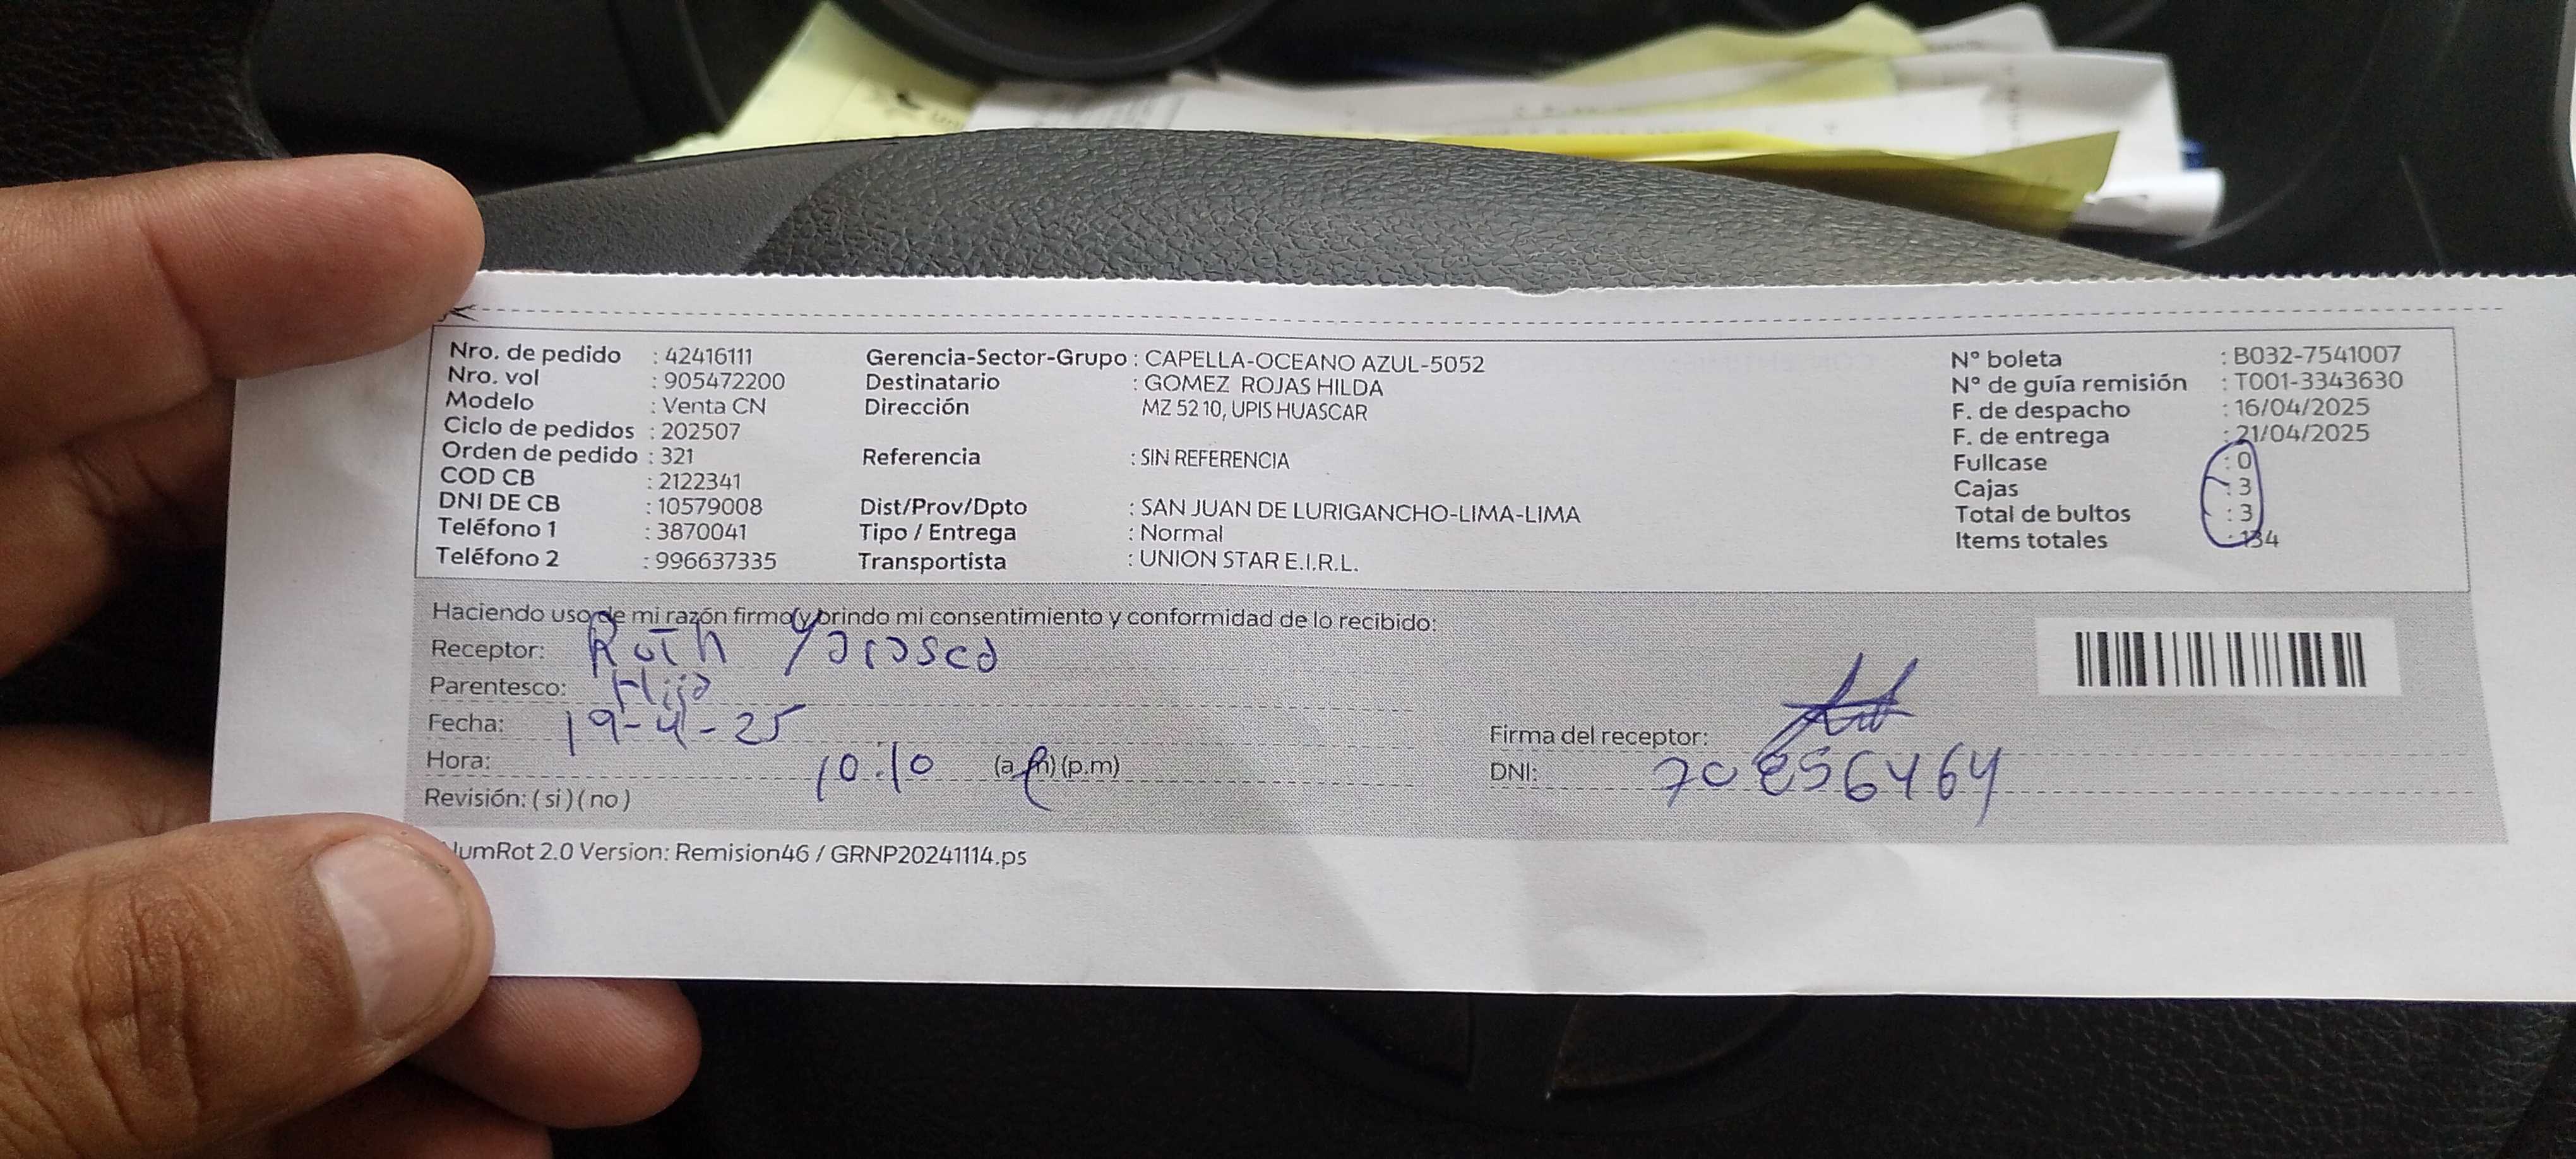 Nro. de pedido : 42416111 Gerencia-Sector-Grupo : CAPELLA-OCEANO AZUL-5052 N° boleta : B032-7541007
Nro. vol : 905472200 Destinatario : GOMEZ ROJAS HILDA N° de guía remisión : T001-3343630
Modelo : Venta CN Dirección MZ 52 10, UPIS HUASCAR F. de despacho : 16/04/2025
Ciclo de pedidos : 202507 F. de entrega : 21/04/2025
Orden de pedido : 321 Referencia : SIN REFERENCIA Fullcase : 0
COD CB : 2122341 Cajas : 3
DNI DE CB : 10579008 Dist/Prov/Dpto : SAN JUAN DE LURIGANCHO-LIMA-LIMA Total de bultos : 3
Teléfono 1 : 3870041 Tipo / Entrega : Normal Items totales : 134
Teléfono 2 : 996637335 Transportista : UNION STAR E.I.R.L.
Haciendo uso de mi razón firmo y brindo mi consentimiento y conformidad de lo recibido:
Receptor: Ruth
Parentesco: Hija
Fecha: 19-4-25
Firma del receptor:
Hora: 10:10 (a.m) (p.m)
DNI:
Revisión: ( si ) ( no )
NumRot 2.0 Version: Remision46 / GRNP20241114.ps